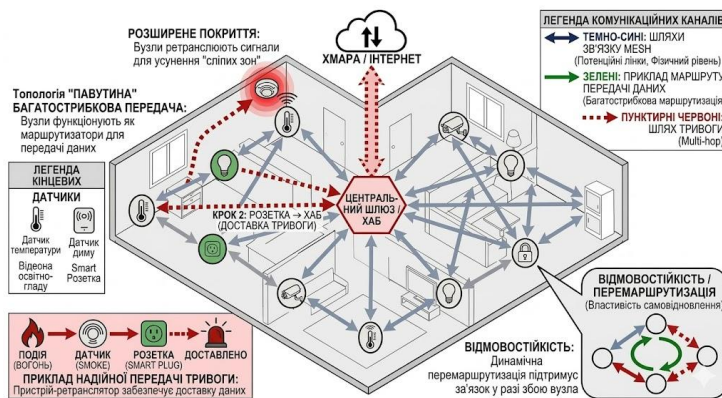 РОЗШИРЕНЕ ПОКРИТТЯ:
Вузли ретранслюють сигнали
для усунення "сліпих зон"
Топологія "ПАВУТИНА"
БАГАТОСТРИБКОВА ПЕРЕДАЧА:
Вузли функціонують як
маршрутизатори для
передачі даних
ЛЕГЕНДА
КІНЦЕВИХ
ДАТЧИКИ
Датчик
температури
Датчик
диму
Відеона
освітно-
гладу
Smart
Розетка
ХМАРА / ІНТЕРНЕТ
ЛЕГЕНДА КОМУНІКАЦІЙНИХ КАНАЛІВ
ТЕМНО-СИНІ: ШЛЯХИ
ЗВ'ЯЗКУ MESH
(Потенційні лінки, Фізичний рівень)
ЗЕЛЕНІ: ПРИКЛАД МАРШРУТУ
ПЕРЕДАЧІ ДАНИХ
(Багатострибкова маршрутизація)
ПУНКТИРНІ ЧЕРВОНІ:
ШЛЯХ ТРИВОГИ
(Multi-hop)
КРОК 2: РОЗЕТКА → ХАБ
(ДОСТАВКА ТРИВОГИ)
ЦЕНТРАЛЬ-
НИЙ ШЛЮЗ /
ХАБ
ПОДІЯ
(ВОГОНЬ)
ДАТЧИК
(SMOKE)
РОЗЕТКА
(SMART PLUG)
ДОСТАВЛЕНО
ПРИКЛАД НАДІЙНОЇ ПЕРЕДАЧІ ТРИВОГИ:
Пристрій-ретранслятор забезпечує доставку даних
ВІДМОВОСТІЙКІСТЬ:
Динамічна
перемаршрутизація підтримує
зв'язок у разі збою вузла
ВІДМОВОСТІЙКІСТЬ /
ПЕРЕМАРШРУТИЗАЦІЯ
(Властивість самовідновлення)